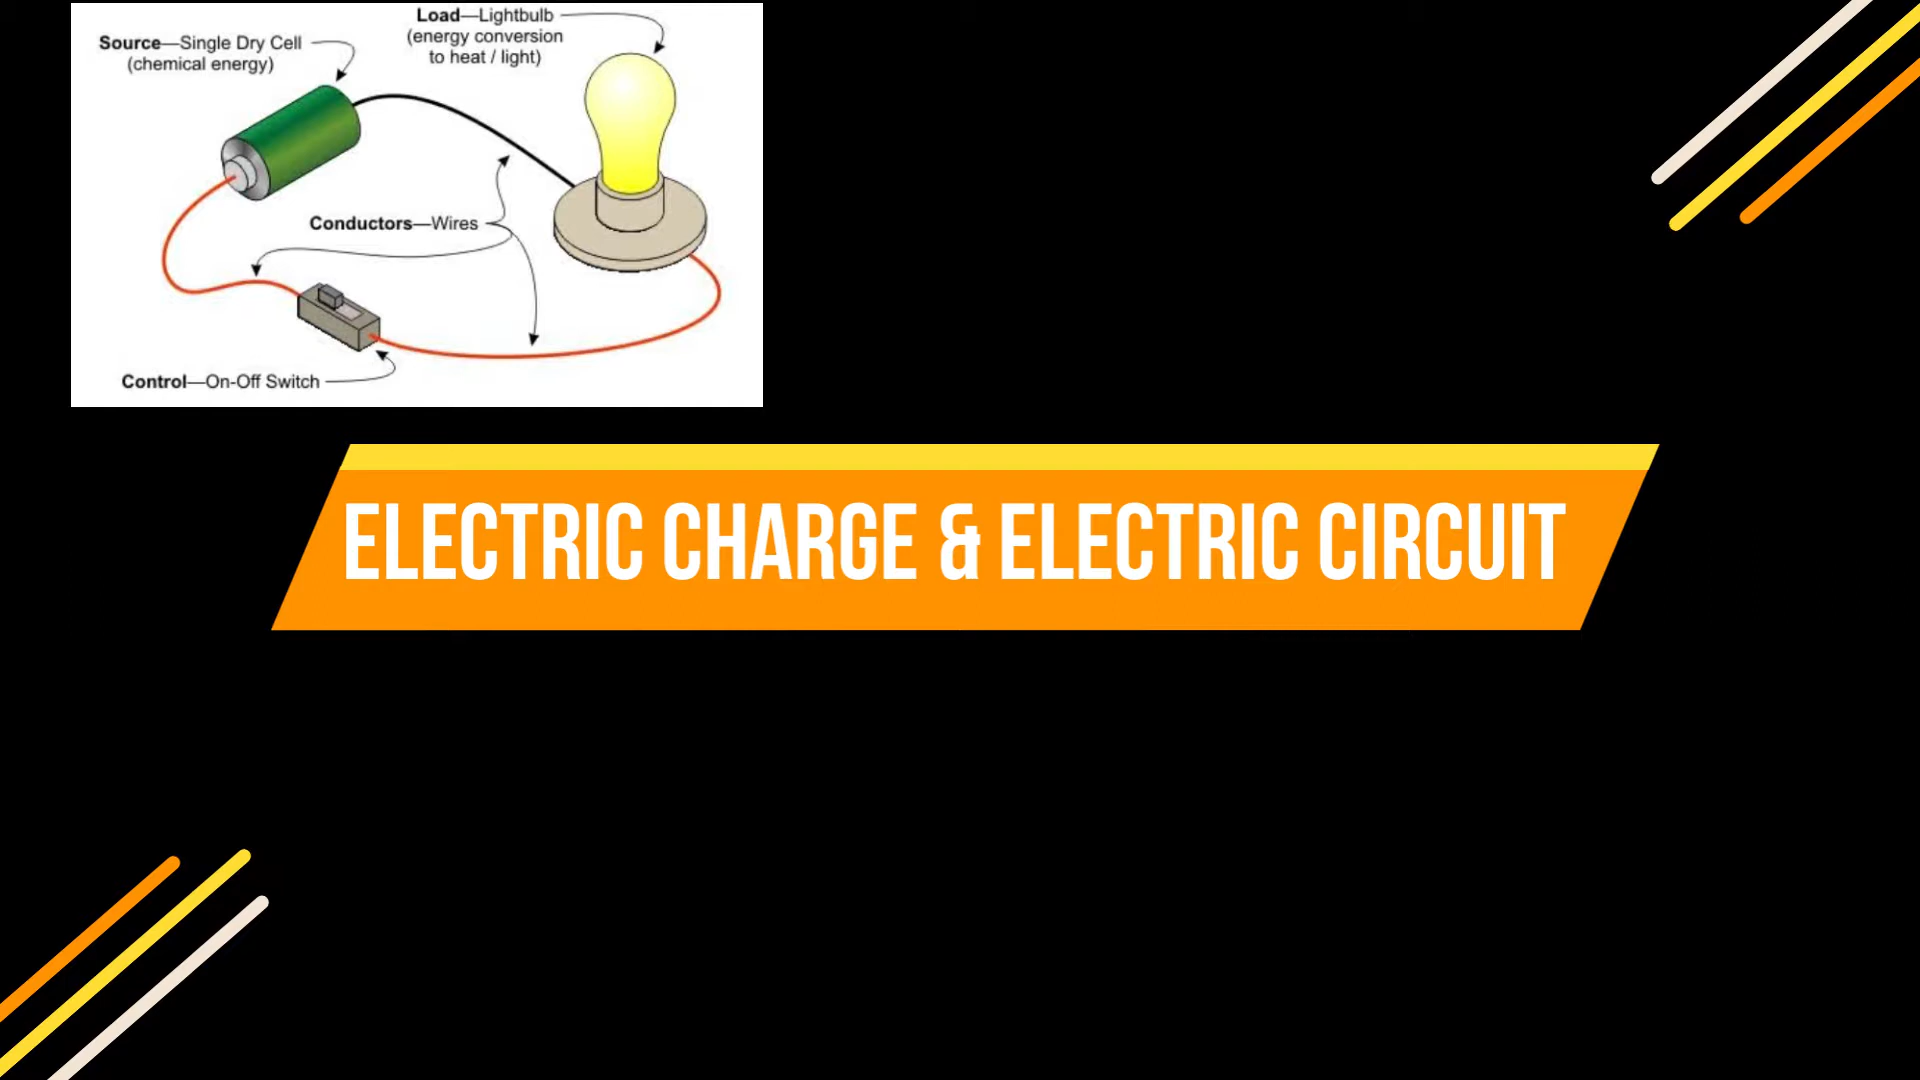 Load—Lightbulb
(energy conversion
to heat / light)
Source—Single Dry Cell
(chemical energy)
Conductors—Wires
Control—On-Off Switch
ELECTRIC CHARGE & ELECTRIC CIRCUIT